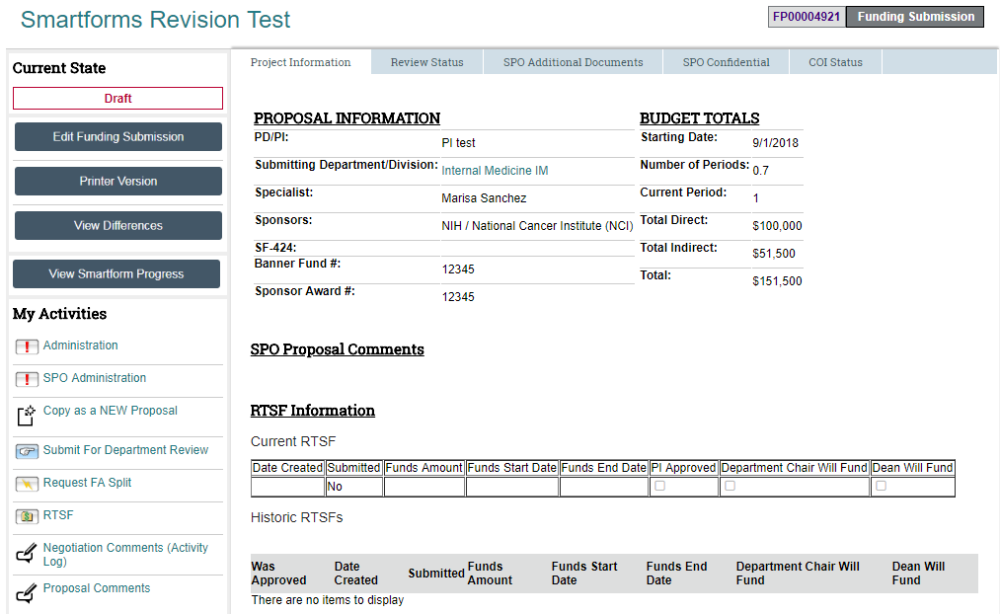 Smartforms Revision Test
FP00004921 Funding Submission
Current State
Draft
Edit Funding Submission
Printer Version
View Differences
View Smartform Progress
My Activities
Administration
SPO Administration
Copy as a NEW Proposal
Submit For Department Review
Request FA Split
RTSF
Negotiation Comments (Activity
Log)
Proposal Comments
Project Information Review Status SPO Additional Documents SPO Confidential COI Status
PROPOSAL INFORMATION
PD/PI: PI test
Submitting Department/Division: Internal Medicine IM
Specialist: Marisa Sanchez
Sponsors: NIH / National Cancer Institute (NCI)
SF-424:
Banner Fund #: 12345
Sponsor Award #: 12345
BUDGET TOTALS
Starting Date: 9/1/2018
Number of Periods: 0.7
Current Period: 1
Total Direct: $100,000
Total Indirect: $51,500
Total: $151,500
SPO Proposal Comments
RTSF Information
Current RTSF
Date Created Submitted Funds Amount Funds Start Date Funds End Date PI Approved Department Chair Will Fund Dean Will Fund
No
Historic RTSFs
Was Approved Date Created Submitted Funds Amount Funds Start Date Funds End Date Department Chair Will Fund Dean Will Fund
There are no items to display